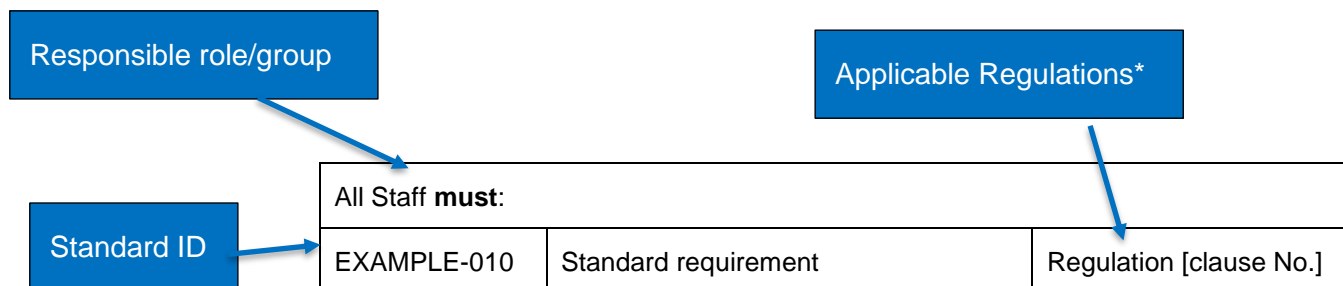 Responsible role/group
Applicable Regulations*
All Staff must:
Standard ID
EXAMPLE-010 Standard requirement Regulation [clause No.]